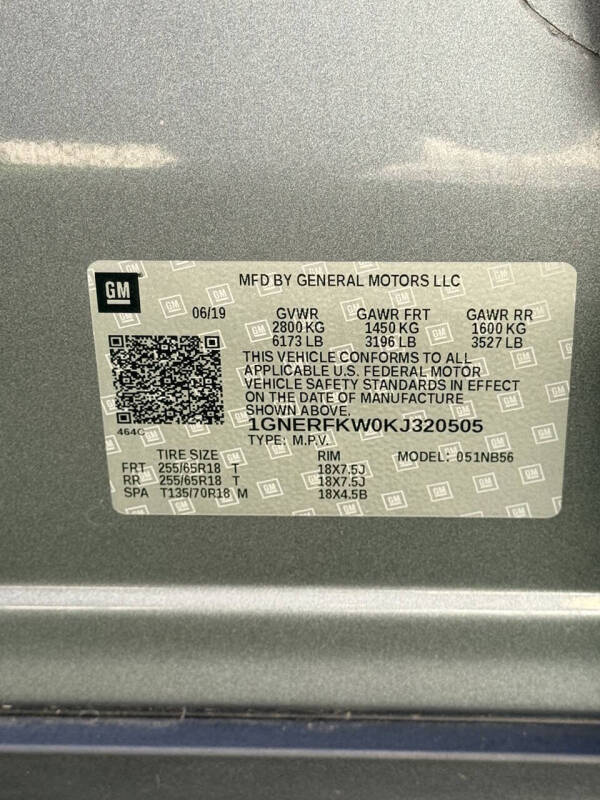 GM
MFD BY GENERAL MOTORS LLC
06/19 GVWR GAWR FRT GAWR RR
2800 KG 1450 KG 1600 KG
6173 LB 3196 LB 3527 LB
THIS VEHICLE CONFORMS TO ALL
APPLICABLE U.S. FEDERAL MOTOR
VEHICLE SAFETY STANDARDS IN EFFECT
ON THE DATE OF MANUFACTURE
SHOWN ABOVE.
464C
1GNERFKW0KJ320505
TYPE: M.P.V.
TIRE SIZE RIM MODEL: 051NB56
FRT 255/65R18 T 18X7.5J
RR 255/65R18 T 18X7.5J
SPA T135/70R18 M 18X4.5B